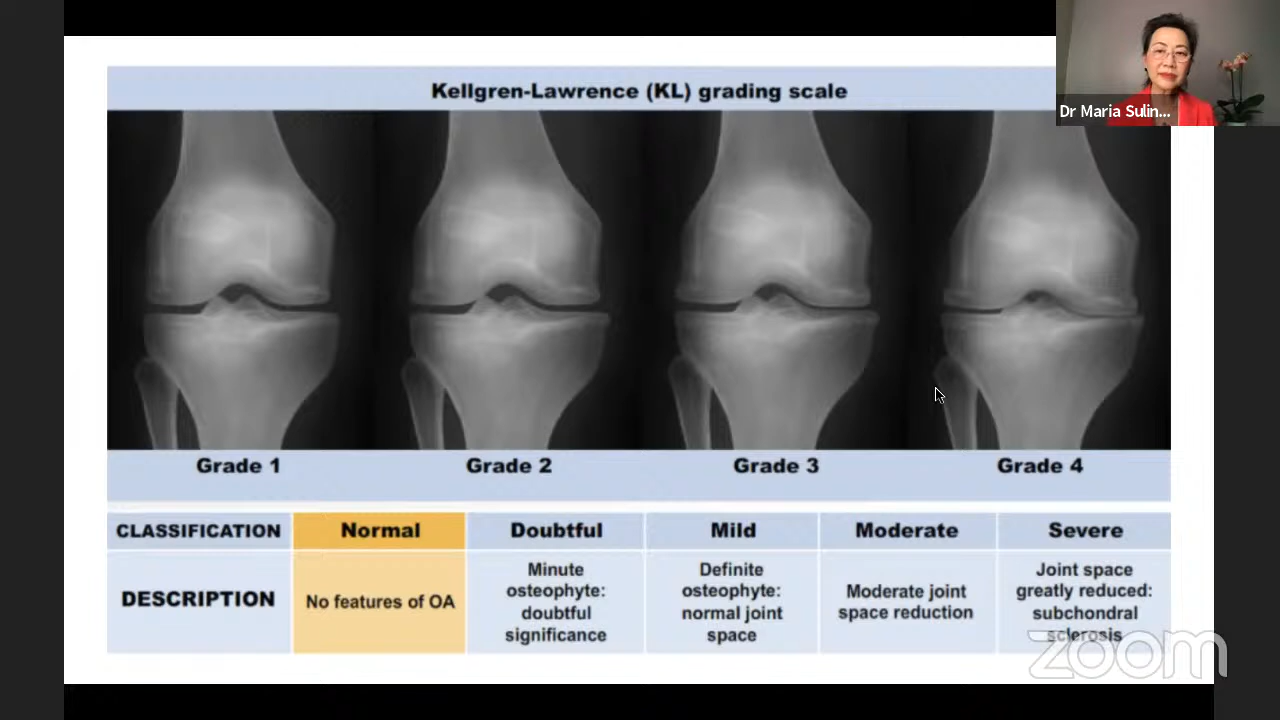 Kellgren-Lawrence (KL) grading scale
Dr Maria Sulin...
Grade 1
Grade 2
Grade 3
Grade 4
CLASSIFICATION
Normal
Doubtful
Mild
Moderate
Severe
DESCRIPTION
No features of OA
Minute
osteophyte:
doubtful
significance
Definite
osteophyte:
normal joint
space
Moderate joint
space reduction
Joint space
greatly reduced:
subchondral
sclerosis
zoom